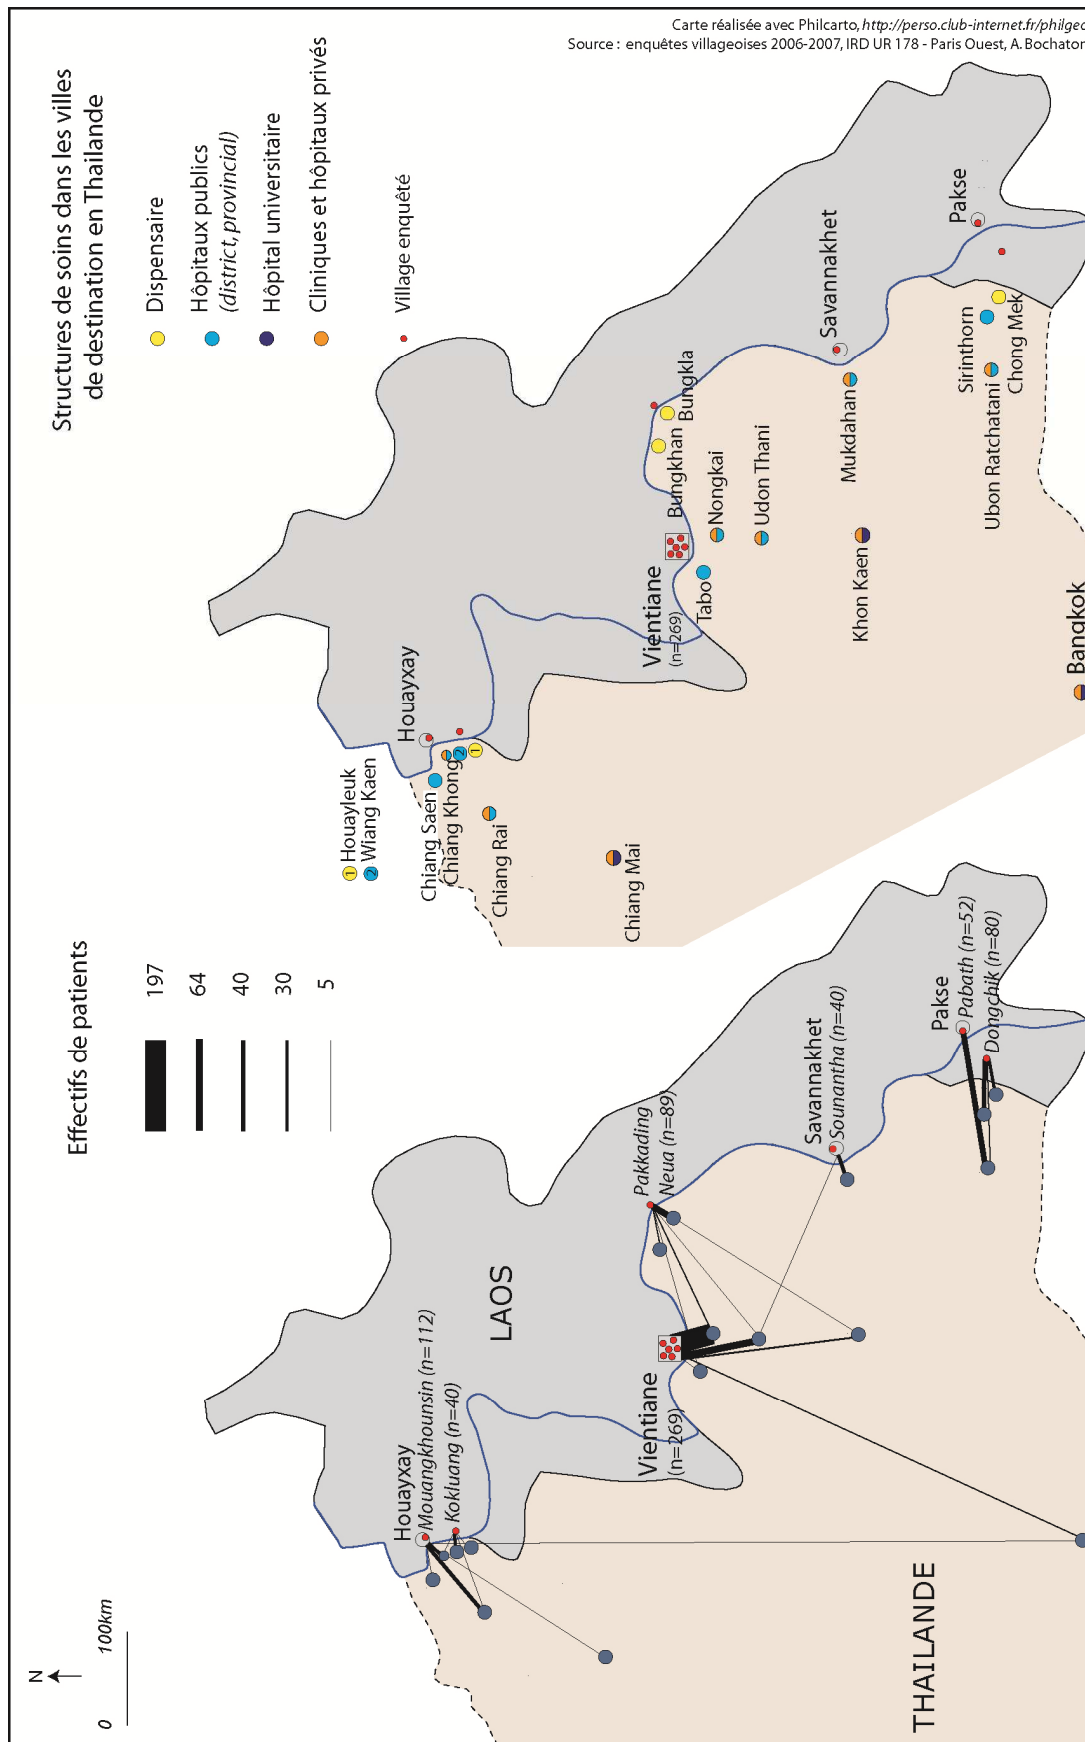 Carte réalisée avec Philcarto, http://perso.club-internet.fr/philgeo
Source : enquêtes villageoises 2006-2007, IRD UR 178 - Paris Ouest, A. Bochaton
N
0
100km
Effectifs de patients
197
64
40
30
5
Houayxay
Mouangkhounsin (n=112)
Kokluang (n=40)
LAOS
Vientiane
(n=269)
Pakkading
Neua (n=89)
Savannakhet
Sounantha (n=40)
Pakse
Pabath (n=52)
Dongchik (n=80)
THAILANDE
Structures de soins dans les villes
de destination en Thailande
Dispensaire
Hôpitaux publics
(district, provincial)
Hôpital universitaire
Cliniques et hôpitaux privés
Village enquêté
1 Houayleuk
2 Wiang Kaen
Houayxay
Chiang Saen
Chiang Khong
2
1
Chiang Rai
Chiang Mai
Vientiane
(n=269)
Tabo
Bungkhan
Bungkla
Nongkai
Udon Thani
Khon Kaen
Savannakhet
Mukdahan
Pakse
Sirinthorn
Chong Mek
Ubon Ratchatani
Bangkok